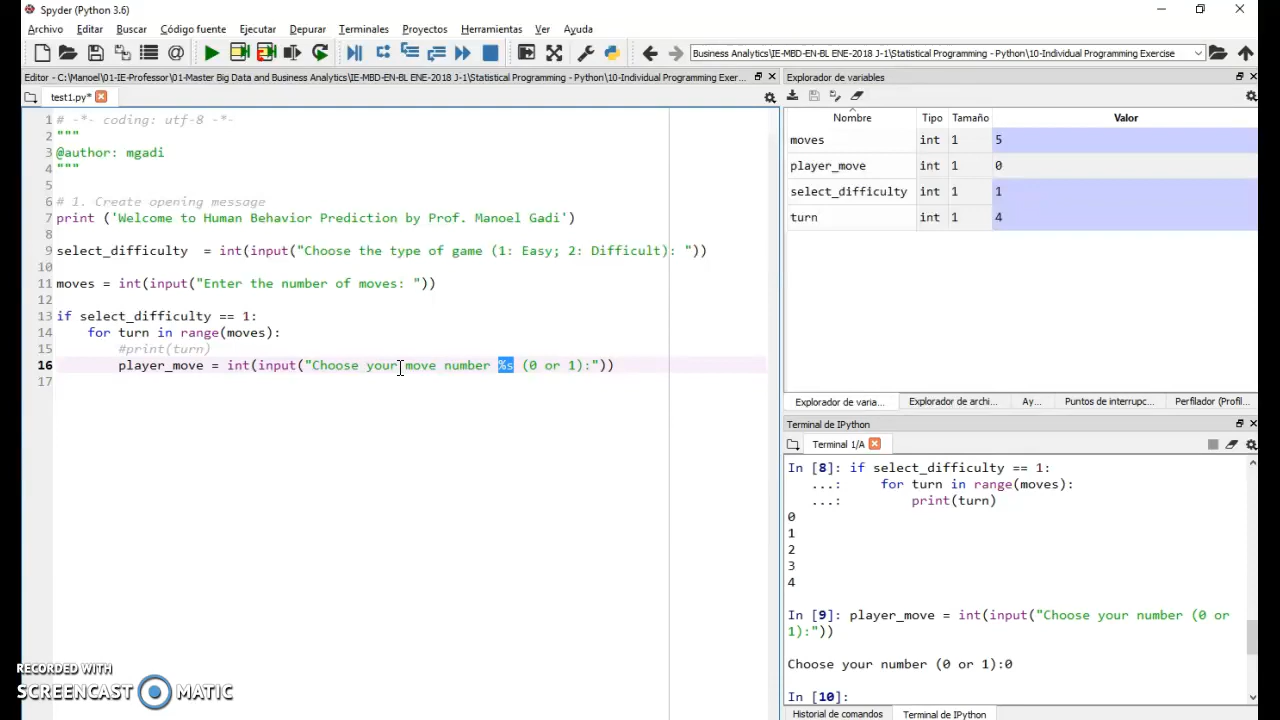 Spyder (Python 3.6)
Archivo Editar Buscar Código fuente Ejecutar Depurar Terminales Proyectos Herramientas Ver Ayuda
Business Analytics\IE-MBD-EN-BL ENE-2018 J-1\Statistical Programming - Python\10-Individual Programming Exercise
Editor - C:\Manoel\01-IE-Professor\01-Master Big Data and Business Analytics\IE-MBD-EN-BL ENE-2018 J-1\Statistical Programming - Python\10-Individual Programming Exer...
test1.py*
1 # -*- coding: utf-8 -*-
2 """
3 @author: mgadi
4 """
5
6 # 1. Create opening message
7 print ('Welcome to Human Behavior Prediction by Prof. Manoel Gadi')
8
9 select_difficulty  = int(input("Choose the type of game (1: Easy; 2: Difficult): "))
10
11 moves = int(input("Enter the number of moves: "))
12
13 if select_difficulty == 1:
14     for turn in range(moves):
15         #print(turn)
16         player_move = int(input("Choose your move number %s (0 or 1):"))
17
Explorador de variables
Nombre Tipo Tamaño Valor
moves int 1 5
player_move int 1 0
select_difficulty int 1 1
turn int 1 4
Explorador de varia... Explorador de archi... Ay... Puntos de interrupc... Perfilador (Profil...
Terminal de IPython
Terminal 1/A
In [8]: if select_difficulty == 1:
...:     for turn in range(moves):
...:         print(turn)
0
1
2
3
4
In [9]: player_move = int(input("Choose your number (0 or
1):"))
Choose your number (0 or 1):0
In [10]:
Historial de comandos Terminal de IPython
RECORDED WITH
SCREENCAST MATIC